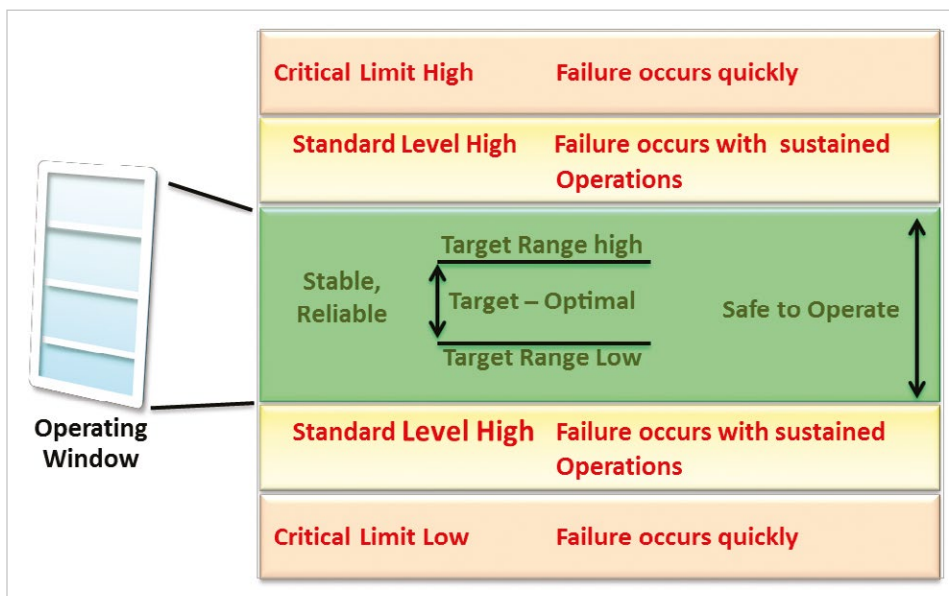 Critical Limit High Failure occurs quickly
Standard Level High Failure occurs with sustained
Operations
Target Range high
Stable,
Reliable
Target – Optimal
Safe to Operate
Target Range Low
Operating
Window
Standard Level High Failure occurs with sustained
Operations
Critical Limit Low Failure occurs quickly